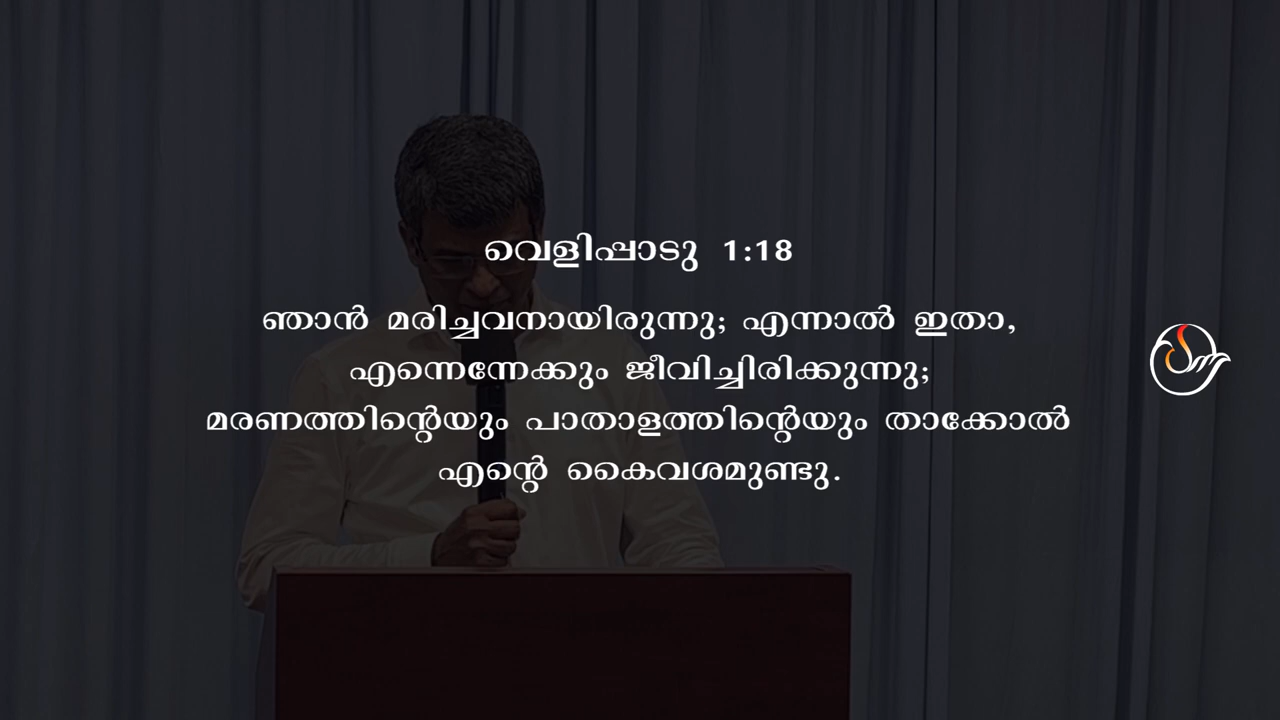 വെളിപ്പാടു 1:18
ഞാൻ മരിച്ചവനായിരുന്നു; എന്നാൽ ഇതാ,
എന്നെന്നേക്കും ജീവിച്ചിരിക്കുന്നു;
മരണത്തിന്റെയും പാതാളത്തിന്റെയും താക്കോൽ
എന്റെ കൈവശമുണ്ടു.